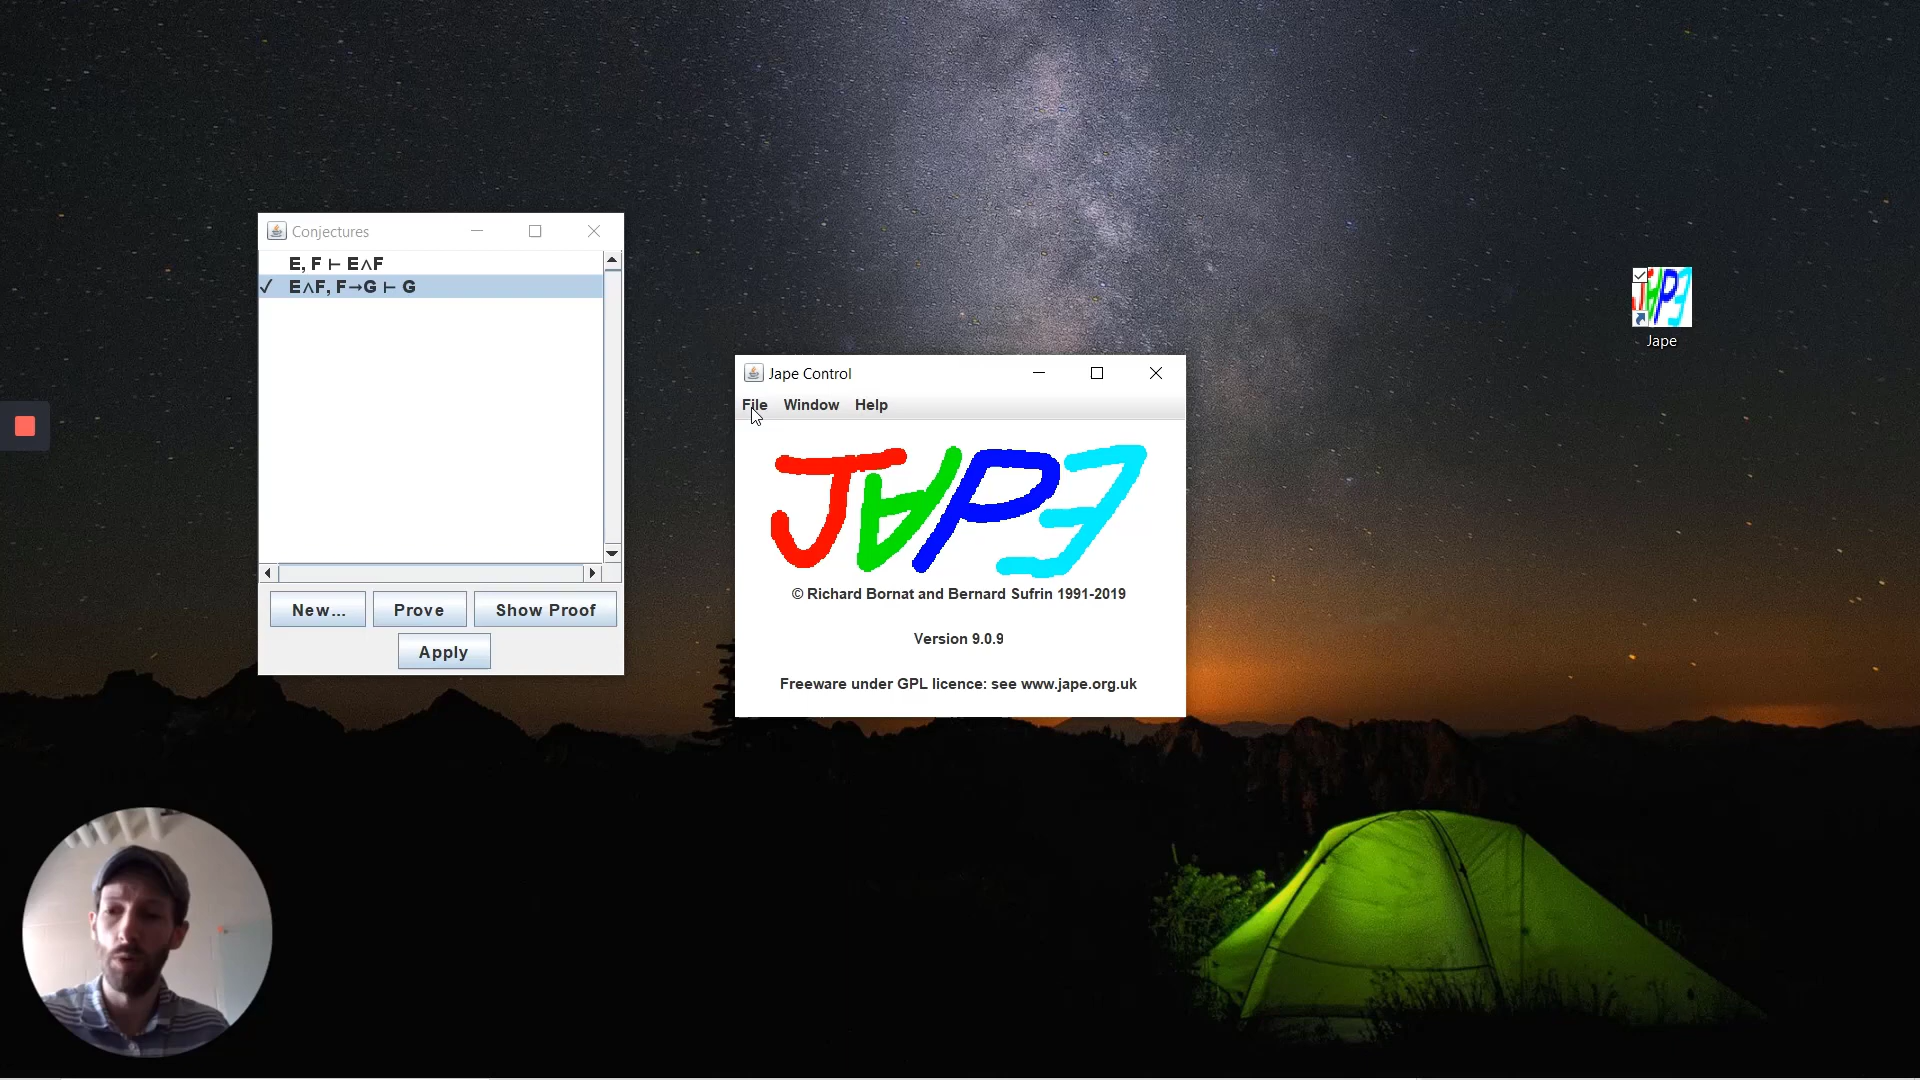 Conjectures
E, F ⊢ E∧F
✓ E∧F, F→G ⊢ G
New...
Prove
Show Proof
Apply
Jape Control
File Window Help
J∀P∃
© Richard Bornat and Bernard Sufrin 1991-2019
Version 9.0.9
Freeware under GPL licence: see www.jape.org.uk
J∀P∃
Jape